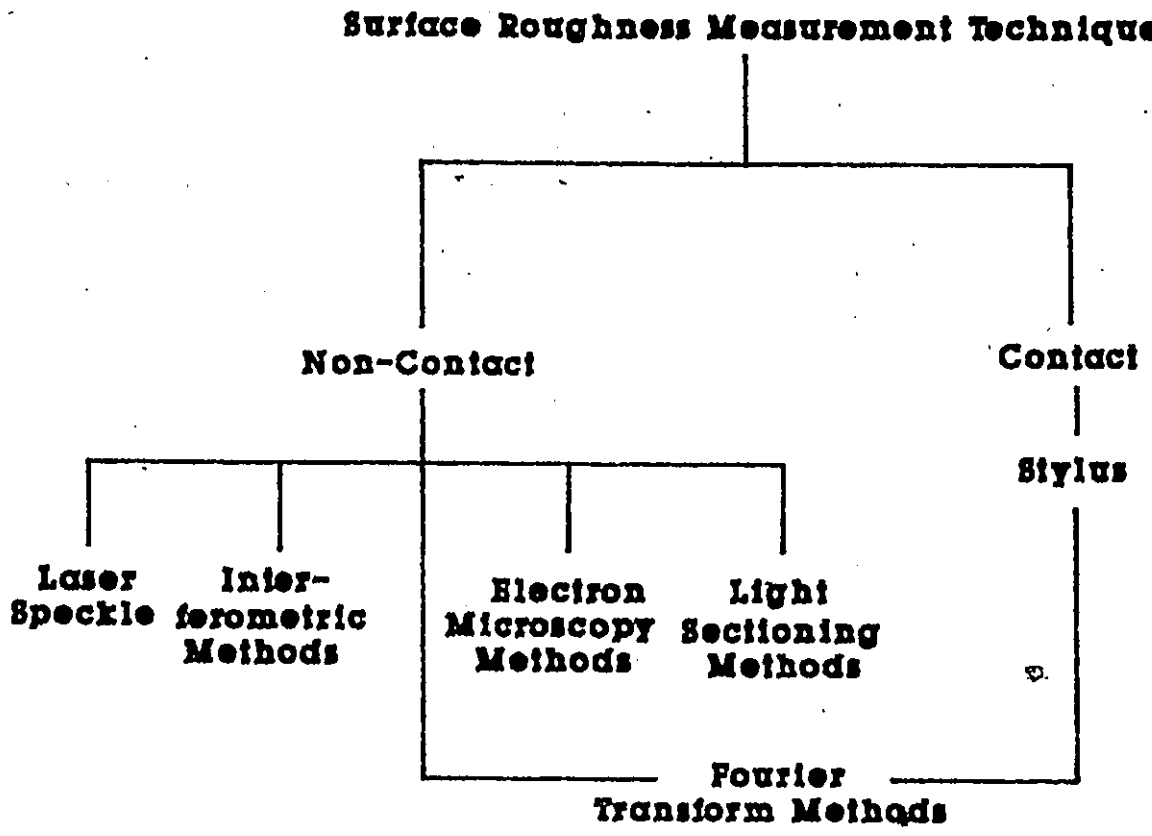 Surface Roughness Measurement Technique
Non-Contact
Contact
Stylus
Laser
Speckle
Inter-
ferometric
Methods
Electron
Microscopy
Methods
Light
Sectioning
Methods
Fourier
Transform Methods